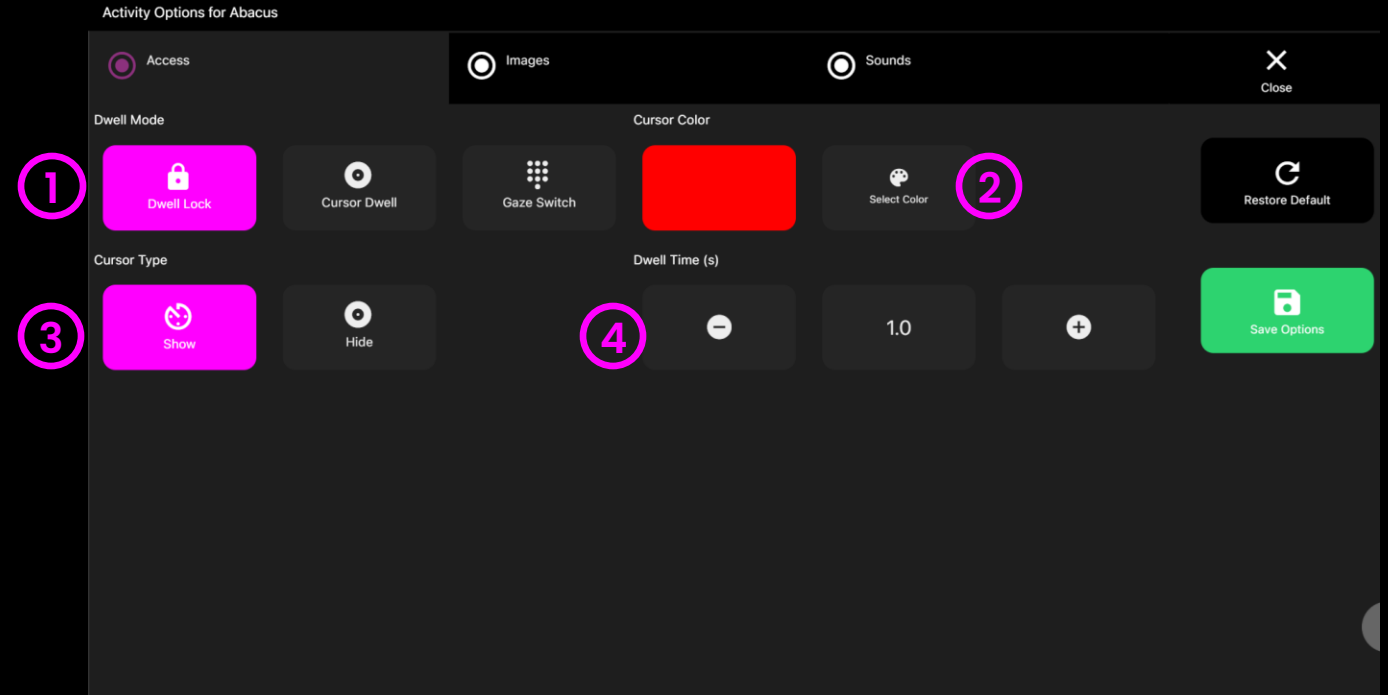 Activity Options for Abacus
Access
Images
Sounds
Close
Dwell Mode
Cursor Color
1
Dwell Lock
Cursor Dwell
Gaze Switch
Select Color
2
Restore Default
Cursor Type
Dwell Time (s)
3
Show
Hide
4
1.0
Save Options